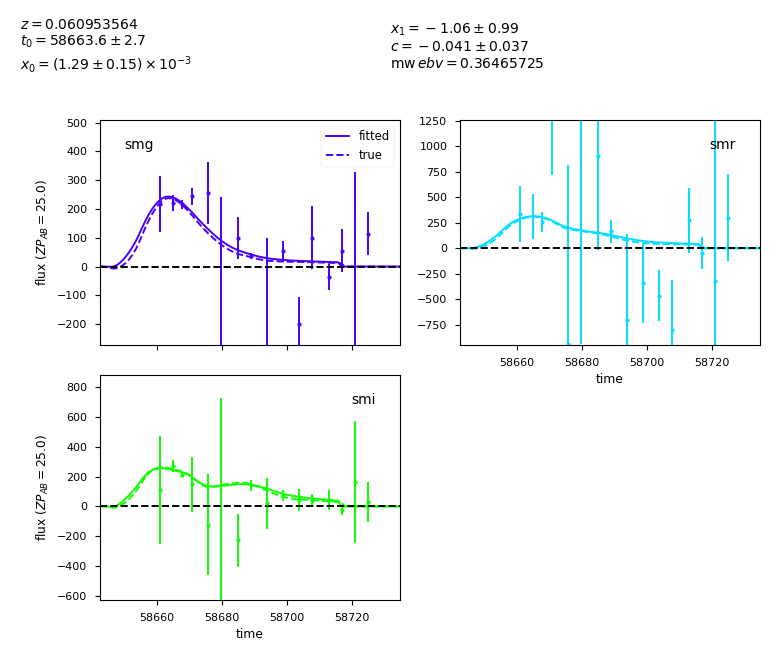 z = 0.060953564
t0 = 58663.6 ± 2.7
x0 = (1.29 ± 0.15) × 10^−3
x1 = −1.06 ± 0.99
c = −0.041 ± 0.037
mw ebv = 0.36465725
500
400
300
200
100
0
−100
−200
flux (ZP_AB = 25.0)
smg
fitted
true
1250
1000
750
500
250
0
−250
−500
−750
smr
58660
58680
58700
58720
time
800
600
400
200
0
−200
−400
−600
flux (ZP_AB = 25.0)
smi
58660
58680
58700
58720
time